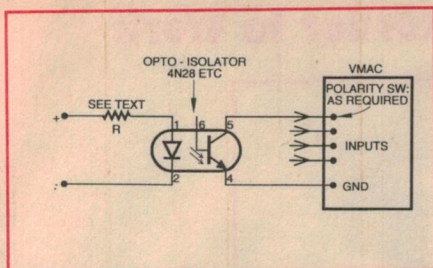 OPTO - ISOLATOR
4N28 ETC
VMAC
POLARITY SW:
AS REQUIRED
SEE TEXT
+
R
1
6
5
INPUTS
-
2
4
GND